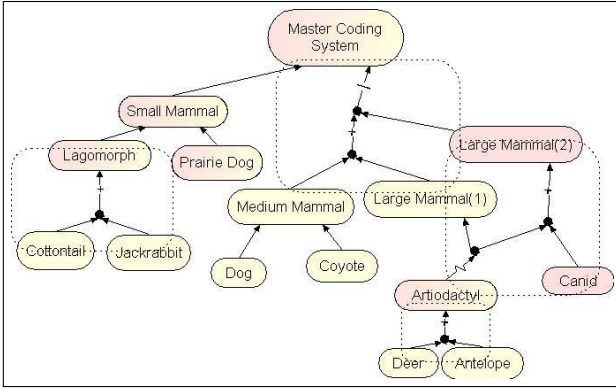 Master Coding
System
Small Mammal
Lagomorph
Prairie Dog
Large Mammal(2)
Medium Mammal
Large Mammal(1)
Cottontail
Jackrabbit
Dog
Coyote
Artiodactyl
Canid
Deer
Antelope